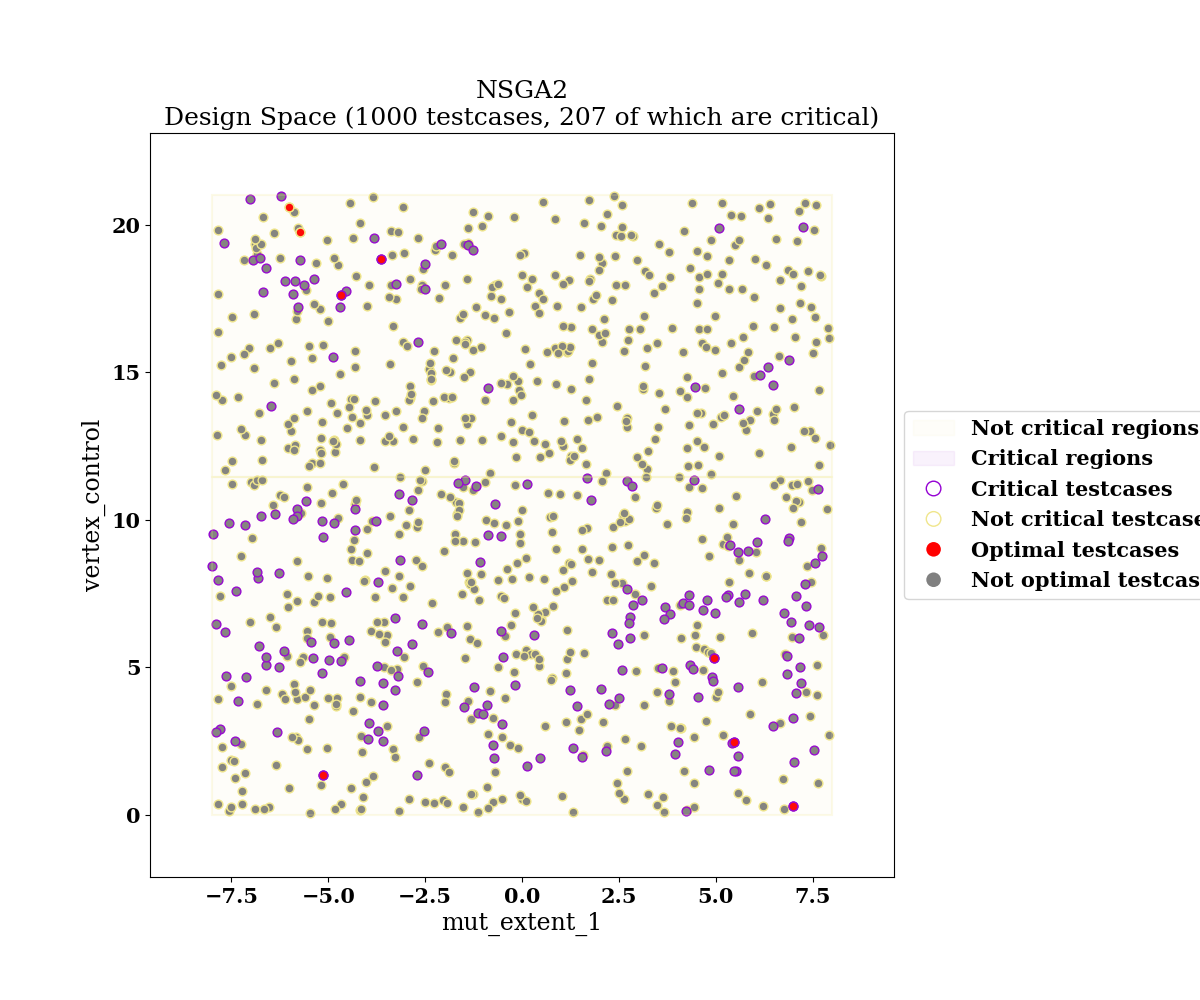 NSGA2
Design Space (1000 testcases, 207 of which are critical)
20
15
10
5
0
vertex_control
−7.5 −5.0 −2.5 0.0 2.5 5.0 7.5
mut_extent_1
Not critical regions
Critical regions
Critical testcases
Not critical testcase
Optimal testcases
Not optimal testcas